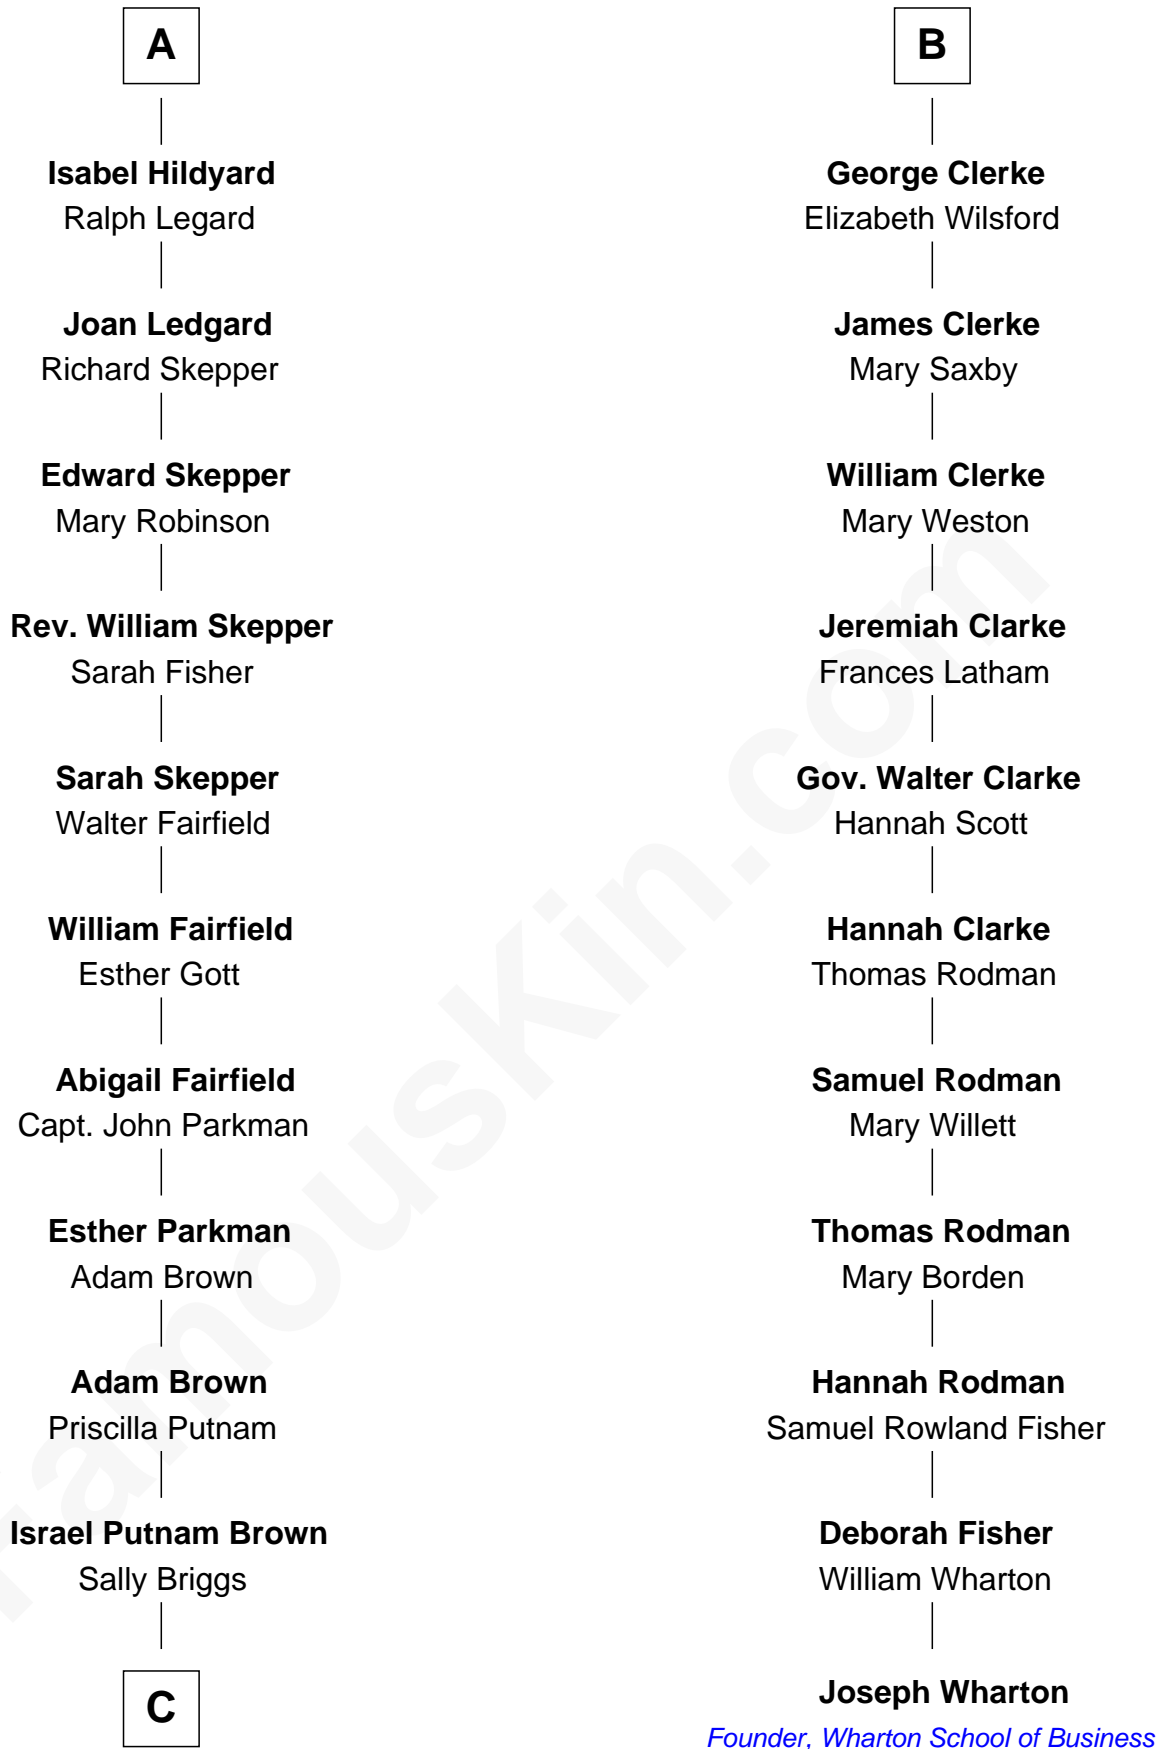 A
Isabel Hildyard
Ralph Legard
Joan Ledgard
Richard Skepper
Edward Skepper
Mary Robinson
Rev. William Skepper
Sarah Fisher
Sarah Skepper
Walter Fairfield
William Fairfield
Esther Gott
Abigail Fairfield
Capt. John Parkman
Esther Parkman
Adam Brown
Adam Brown
Priscilla Putnam
Israel Putnam Brown
Sally Briggs
C
B
George Clerke
Elizabeth Wilsford
James Clerke
Mary Saxby
William Clerke
Mary Weston
Jeremiah Clarke
Frances Latham
Gov. Walter Clarke
Hannah Scott
Hannah Clarke
Thomas Rodman
Samuel Rodman
Mary Willett
Thomas Rodman
Mary Borden
Hannah Rodman
Samuel Rowland Fisher
Deborah Fisher
William Wharton
Joseph Wharton
Founder, Wharton School of Business
FamousKin.com